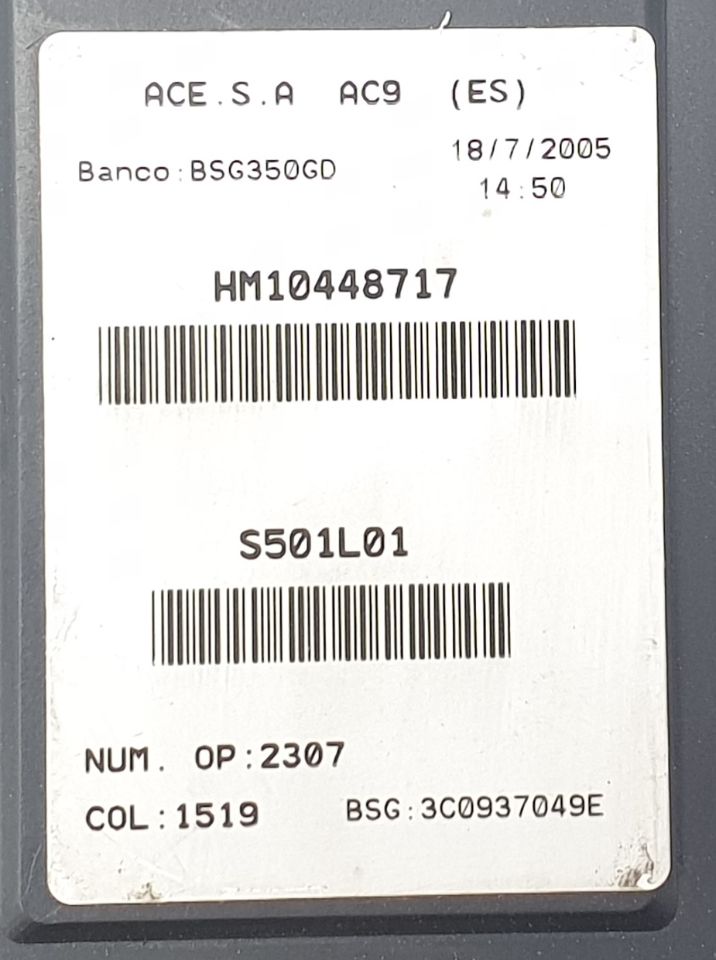 ACE.S.A AC9 (ES)
Banco:BSG350GD
18/7/2005
14:50
HM10448717
S501L01
NUM. OP:2307
COL:1519
BSG:3C0937049E